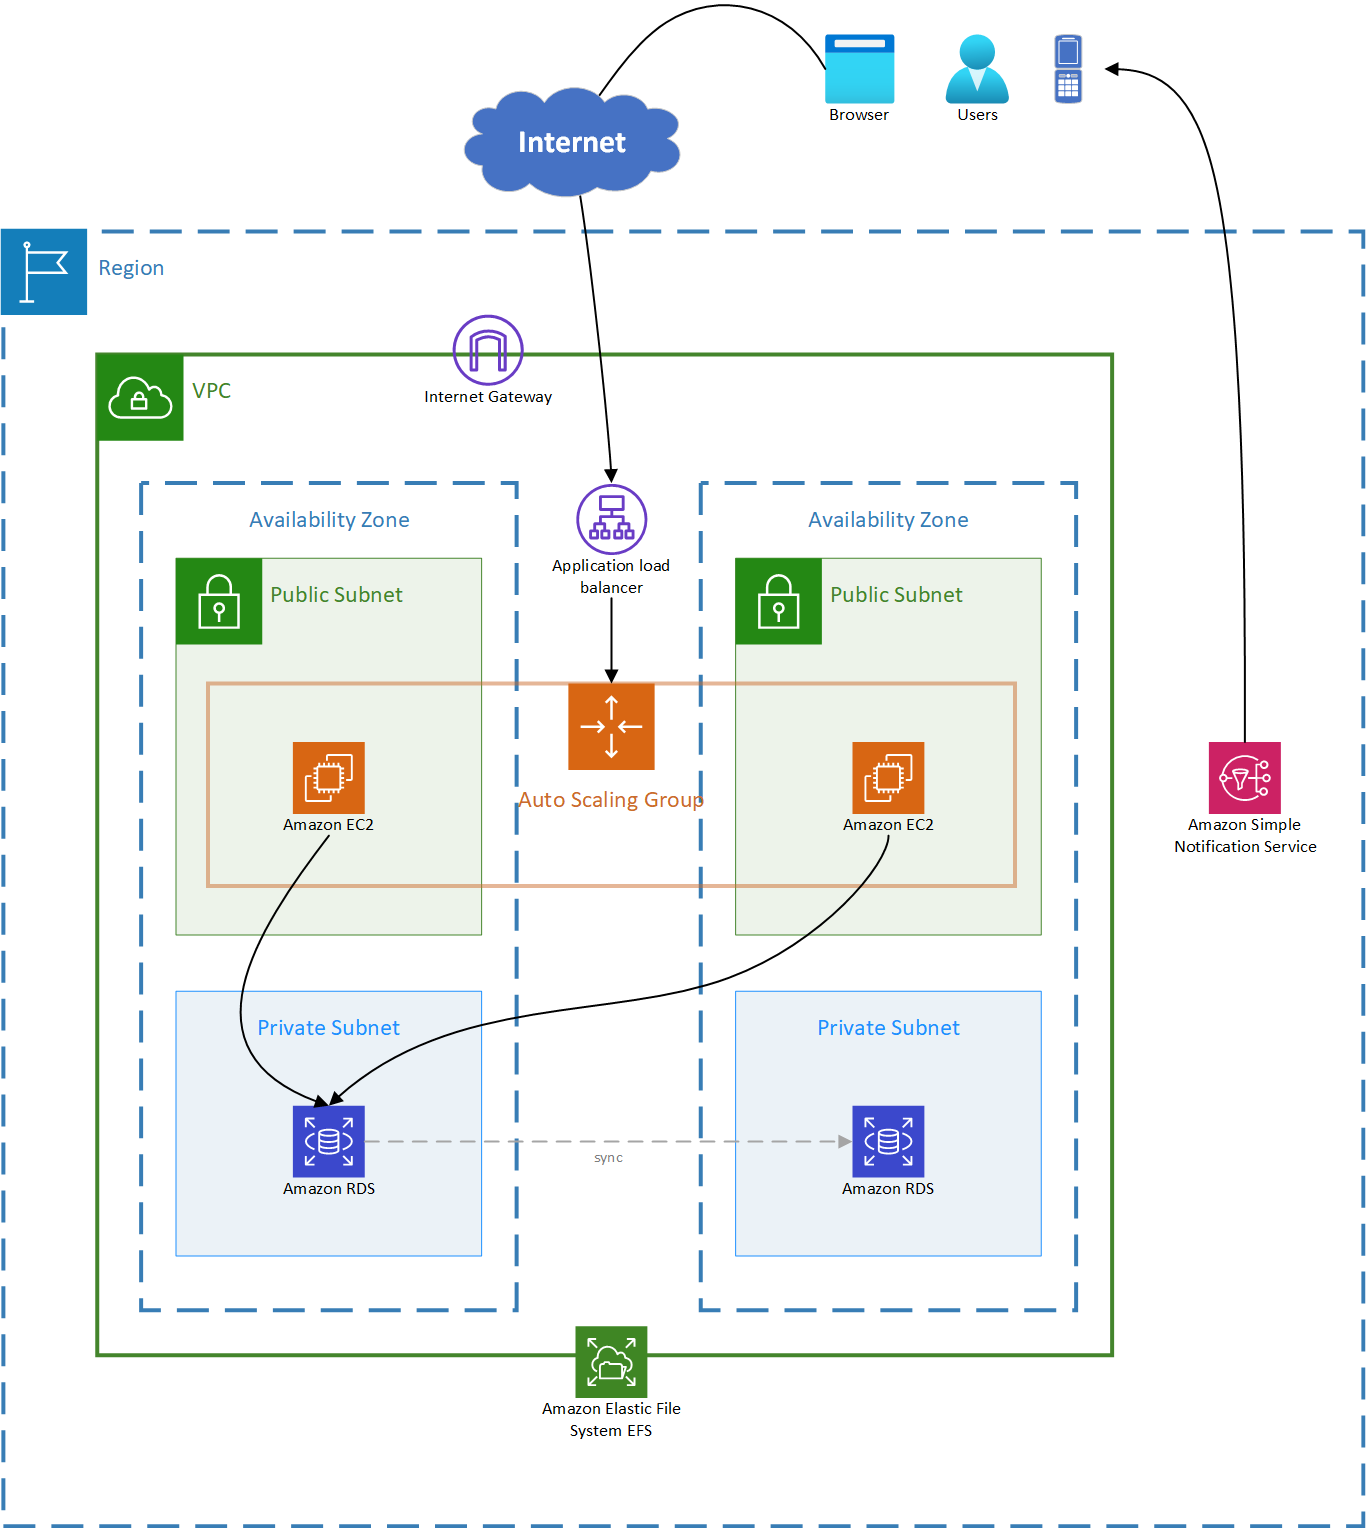 Browser
Users
Internet
Region
Internet Gateway
VPC
Availability Zone
Availability Zone
Application load
balancer
Public Subnet
Public Subnet
Auto Scaling Group
Amazon EC2
Amazon EC2
Amazon Simple
Notification Service
Private Subnet
Private Subnet
sync
Amazon RDS
Amazon RDS
Amazon Elastic File
System EFS